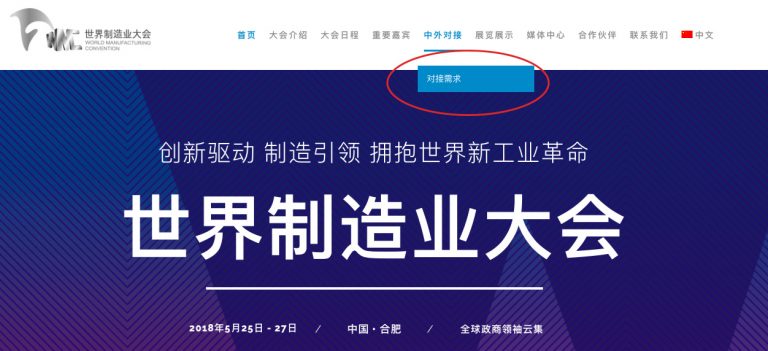 世界制造业大会
WORLD MANUFACTURING
CONVENTION
首页 大会介绍 大会日程 重要嘉宾 中外对接 展览展示 媒体中心 合作伙伴 联系我们 中文
对接需求
创新驱动 制造引领 拥抱世界新工业革命
世界制造业大会
2018年5月25日 - 27日 / 中国·合肥 / 全球政商领袖云集